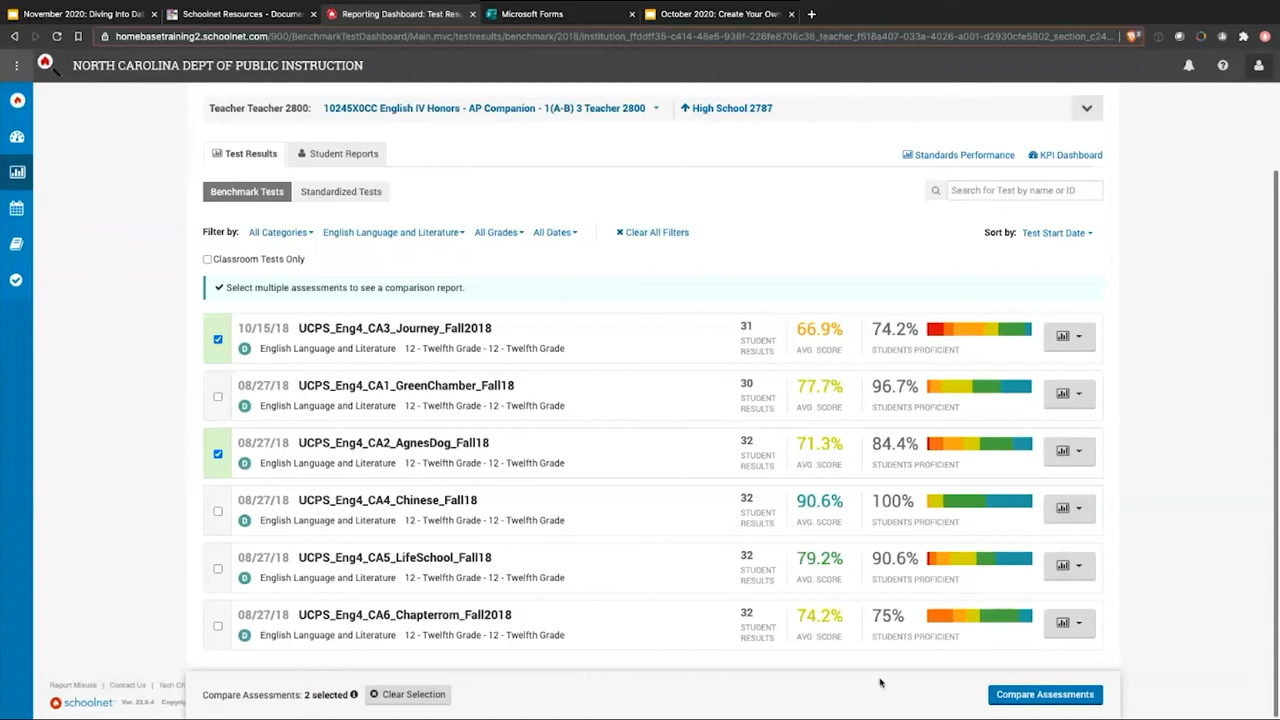 November 2020: Diving Into Dat
Schoolnet Resources - Docume
Reporting Dashboard: Test Resu
Microsoft Forms
October 2020: Create Your Own
NORTH CAROLINA DEPT OF PUBLIC INSTRUCTION
Teacher Teacher 2800: 10245X0CC English IV Honors - AP Companion - 1(A-B) 3 Teacher 2800 High School 2787
Test Results Student Reports
Standards Performance KPI Dashboard
Benchmark Tests Standardized Tests
Search for Test by name or ID
Filter by: All Categories English Language and Literature All Grades All Dates Clear All Filters
Sort by: Test Start Date
Classroom Tests Only
Select multiple assessments to see a comparison report.
10/15/18 UCPS_Eng4_CA3_Journey_Fall2018 31 66.9% 74.2%
D English Language and Literature 12 - Twelfth Grade - 12 - Twelfth Grade STUDENT RESULTS AVG. SCORE STUDENTS PROFICIENT
08/27/18 UCPS_Eng4_CA1_GreenChamber_Fall18 30 77.7% 96.7%
D English Language and Literature 12 - Twelfth Grade - 12 - Twelfth Grade STUDENT RESULTS AVG. SCORE STUDENTS PROFICIENT
08/27/18 UCPS_Eng4_CA2_AgnesDog_Fall18 32 71.3% 84.4%
D English Language and Literature 12 - Twelfth Grade - 12 - Twelfth Grade STUDENT RESULTS AVG. SCORE STUDENTS PROFICIENT
08/27/18 UCPS_Eng4_CA4_Chinese_Fall18 32 90.6% 100%
D English Language and Literature 12 - Twelfth Grade - 12 - Twelfth Grade STUDENT RESULTS AVG. SCORE STUDENTS PROFICIENT
08/27/18 UCPS_Eng4_CA5_LifeSchool_Fall18 32 79.2% 90.6%
D English Language and Literature 12 - Twelfth Grade - 12 - Twelfth Grade STUDENT RESULTS AVG. SCORE STUDENTS PROFICIENT
08/27/18 UCPS_Eng4_CA6_Chapterrom_Fall2018 32 74.2% 75%
D English Language and Literature 12 - Twelfth Grade - 12 - Twelfth Grade STUDENT RESULTS AVG. SCORE STUDENTS PROFICIENT
Report Misuse | Contact Us | Tech Ch
schoolnet Ver. 22.0.4 Copyrig
Compare Assessments: 2 selected Clear Selection Compare Assessments